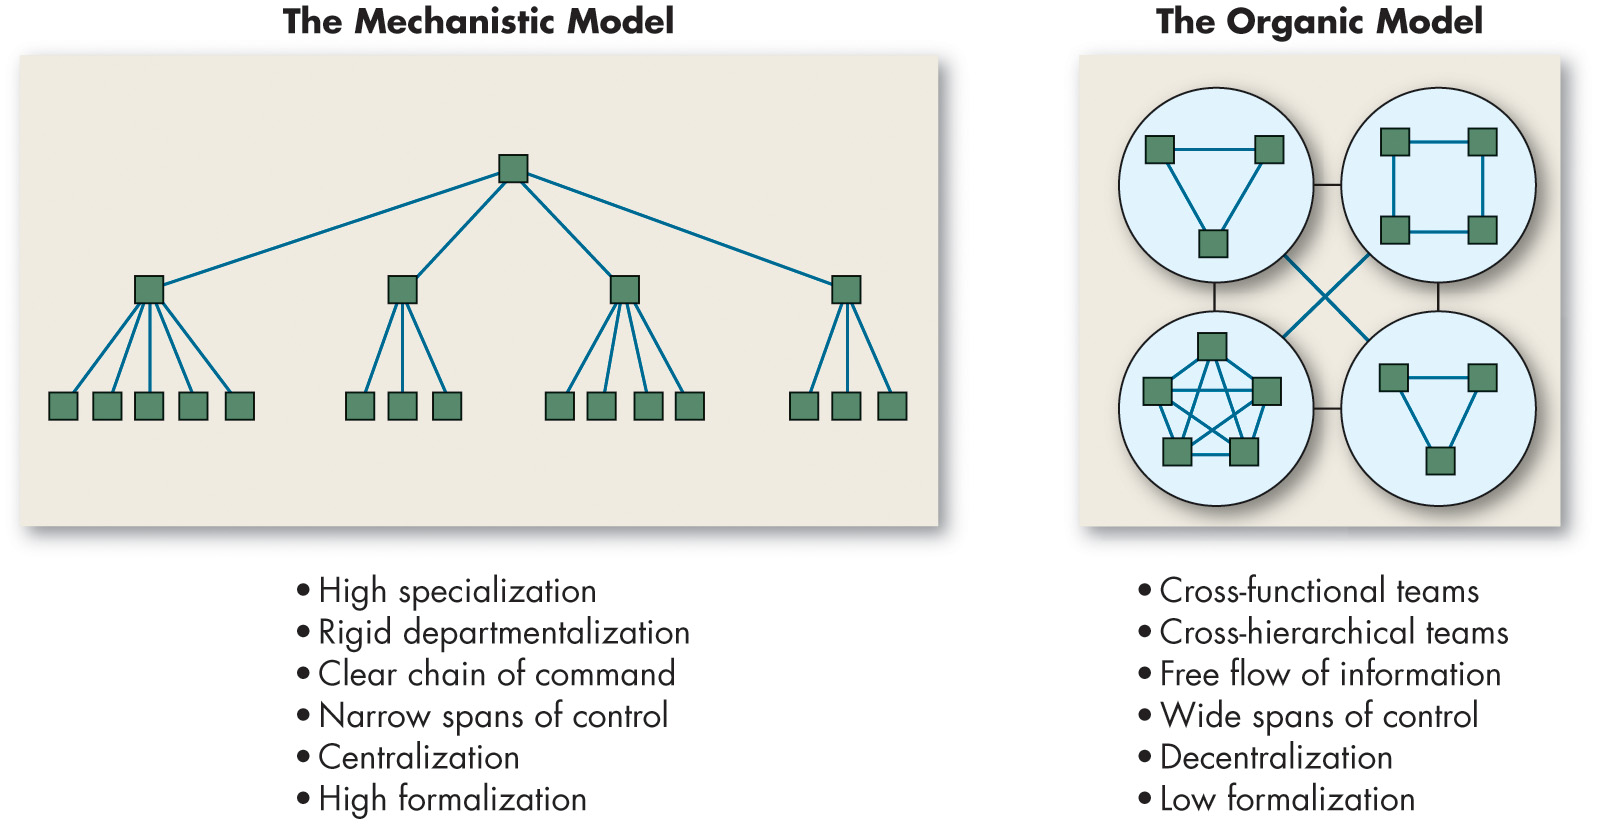 The Mechanistic Model
The Organic Model
• High specialization
• Rigid departmentalization
• Clear chain of command
• Narrow spans of control
• Centralization
• High formalization
• Cross-functional teams
• Cross-hierarchical teams
• Free flow of information
• Wide spans of control
• Decentralization
• Low formalization